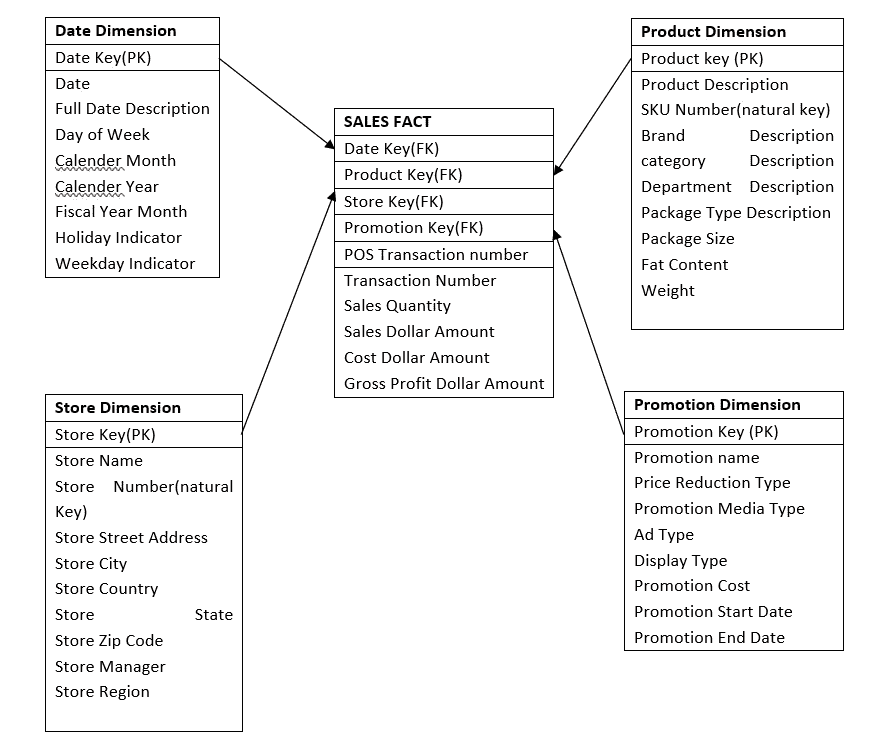 Date Dimension
Date Key(PK)
Date
Full Date Description
Day of Week
Calender Month
Calender Year
Fiscal Year Month
Holiday Indicator
Weekday Indicator
SALES FACT
Date Key(FK)
Product Key(FK)
Store Key(FK)
Promotion Key(FK)
POS Transaction number
Transaction Number
Sales Quantity
Sales Dollar Amount
Cost Dollar Amount
Gross Profit Dollar Amount
Product Dimension
Product key (PK)
Product Description
SKU Number(natural key)
Brand Description
category Description
Department Description
Package Type Description
Package Size
Fat Content
Weight
Store Dimension
Store Key(PK)
Store Name
Store Number(natural
Key)
Store Street Address
Store City
Store Country
Store State
Store Zip Code
Store Manager
Store Region
Promotion Dimension
Promotion Key (PK)
Promotion name
Price Reduction Type
Promotion Media Type
Ad Type
Display Type
Promotion Cost
Promotion Start Date
Promotion End Date